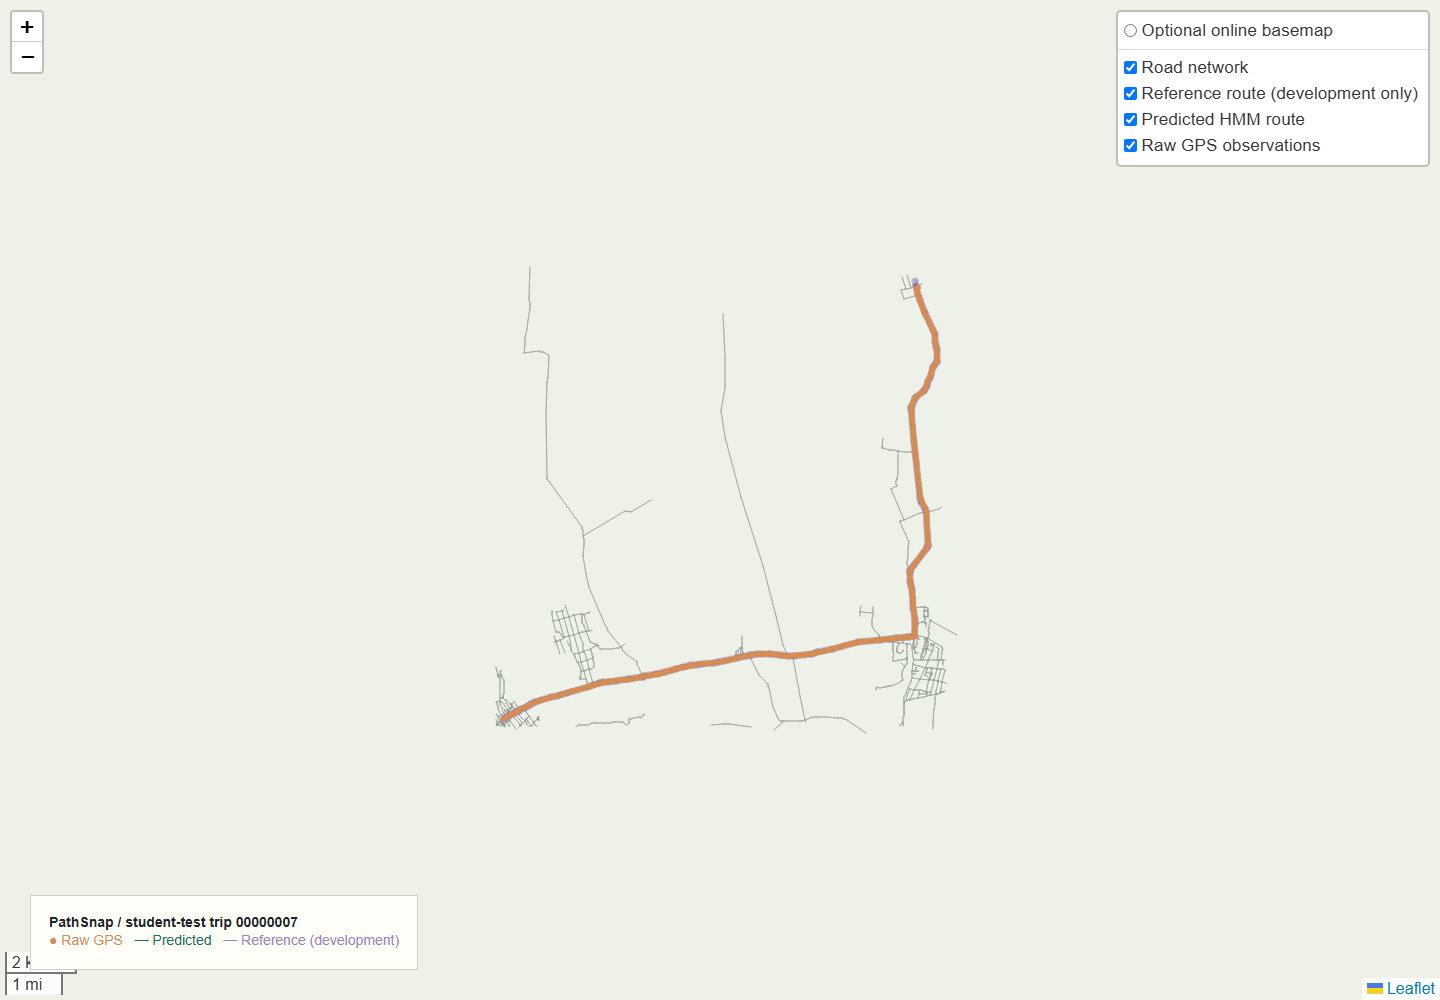 +
−
Optional online basemap
Road network
Reference route (development only)
Predicted HMM route
Raw GPS observations
PathSnap / student-test trip 00000007
● Raw GPS — Predicted — Reference (development)
2
1 mi
Leaflet